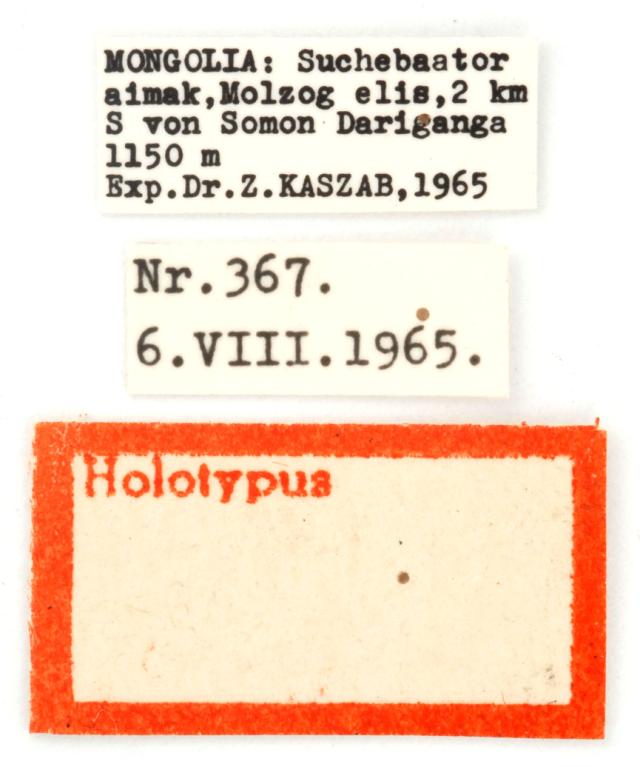 MONGOLIA: Suchebaator
aimak,Molzog elis,2 km
S von Somon Dariganga
1150 m
Exp.Dr.Z.KASZAB,1965
Nr.367.
6.VIII.1965.
Holotypus